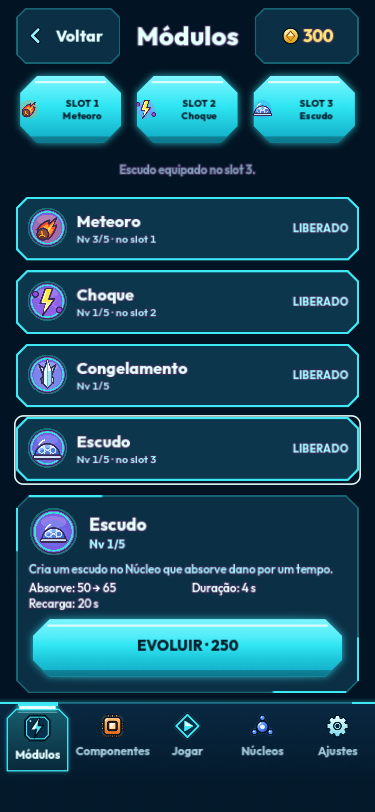 Voltar
Módulos
300
SLOT 1
Meteoro
SLOT 2
Choque
SLOT 3
Escudo
Escudo equipado no slot 3.
Meteoro
Nv 3/5 · no slot 1
LIBERADO
Choque
Nv 1/5 · no slot 2
LIBERADO
Congelamento
Nv 1/5
LIBERADO
Escudo
Nv 1/5 · no slot 3
LIBERADO
Escudo
Nv 1/5
Cria um escudo no Núcleo que absorve dano por um tempo.
Absorve: 50 → 65
Duração: 4 s
Recarga: 20 s
EVOLUIR · 250
Módulos
Componentes
Jogar
Núcleos
Ajustes